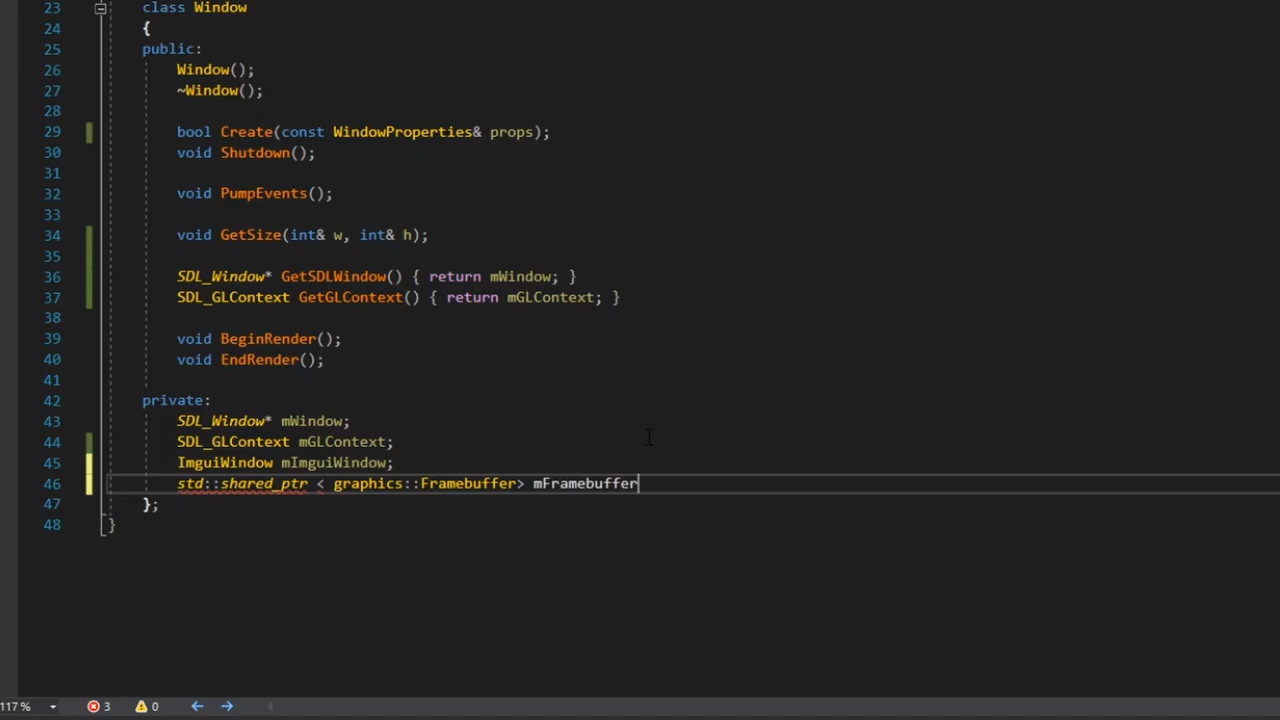 23 class Window
24 {
25 public:
26 Window();
27 ~Window();
28
29 bool Create(const WindowProperties& props);
30 void Shutdown();
31
32 void PumpEvents();
33
34 void GetSize(int& w, int& h);
35
36 SDL_Window* GetSDLWindow() { return mWindow; }
37 SDL_GLContext GetGLContext() { return mGLContext; }
38
39 void BeginRender();
40 void EndRender();
41
42 private:
43 SDL_Window* mWindow;
44 SDL_GLContext mGLContext;
45 ImguiWindow mImguiWindow;
46 std::shared_ptr < graphics::Framebuffer> mFramebuffer
47 };
48 }
117 % 3 0